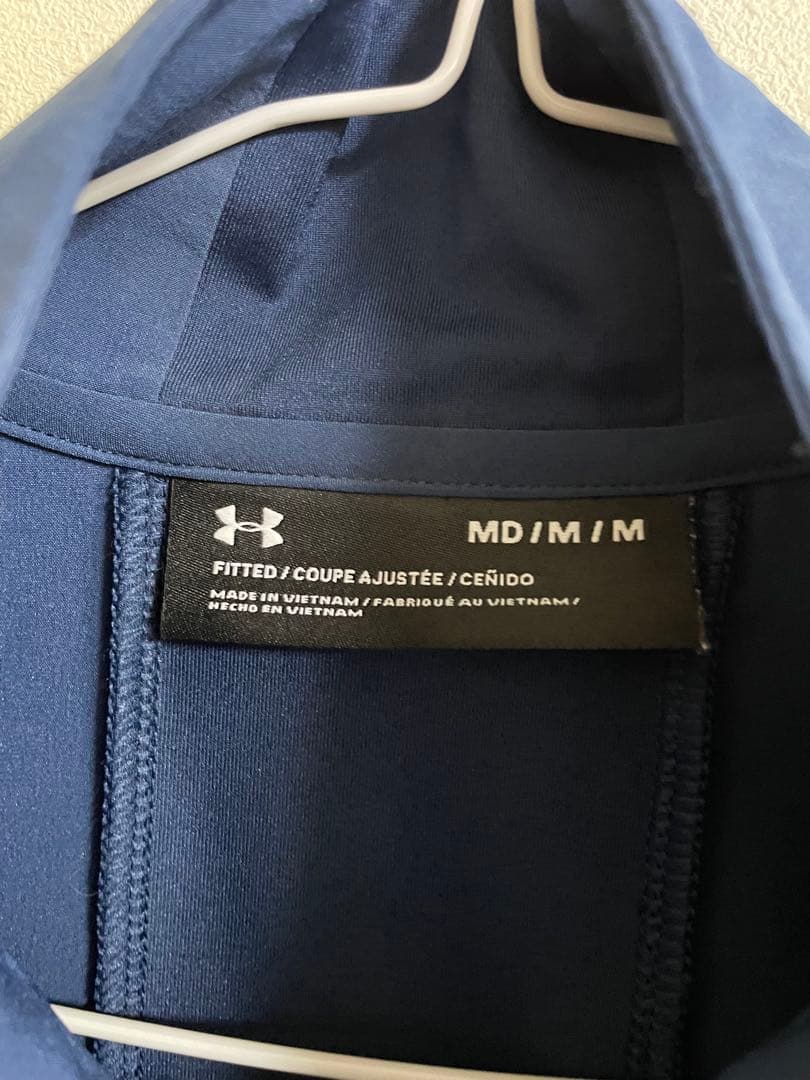 MD / M / M
FITTED / COUPE AJUSTÉE / CEÑIDO
MADE IN VIETNAM / FABRIQUÉ AU VIETNAM /
HECHO EN VIETNAM